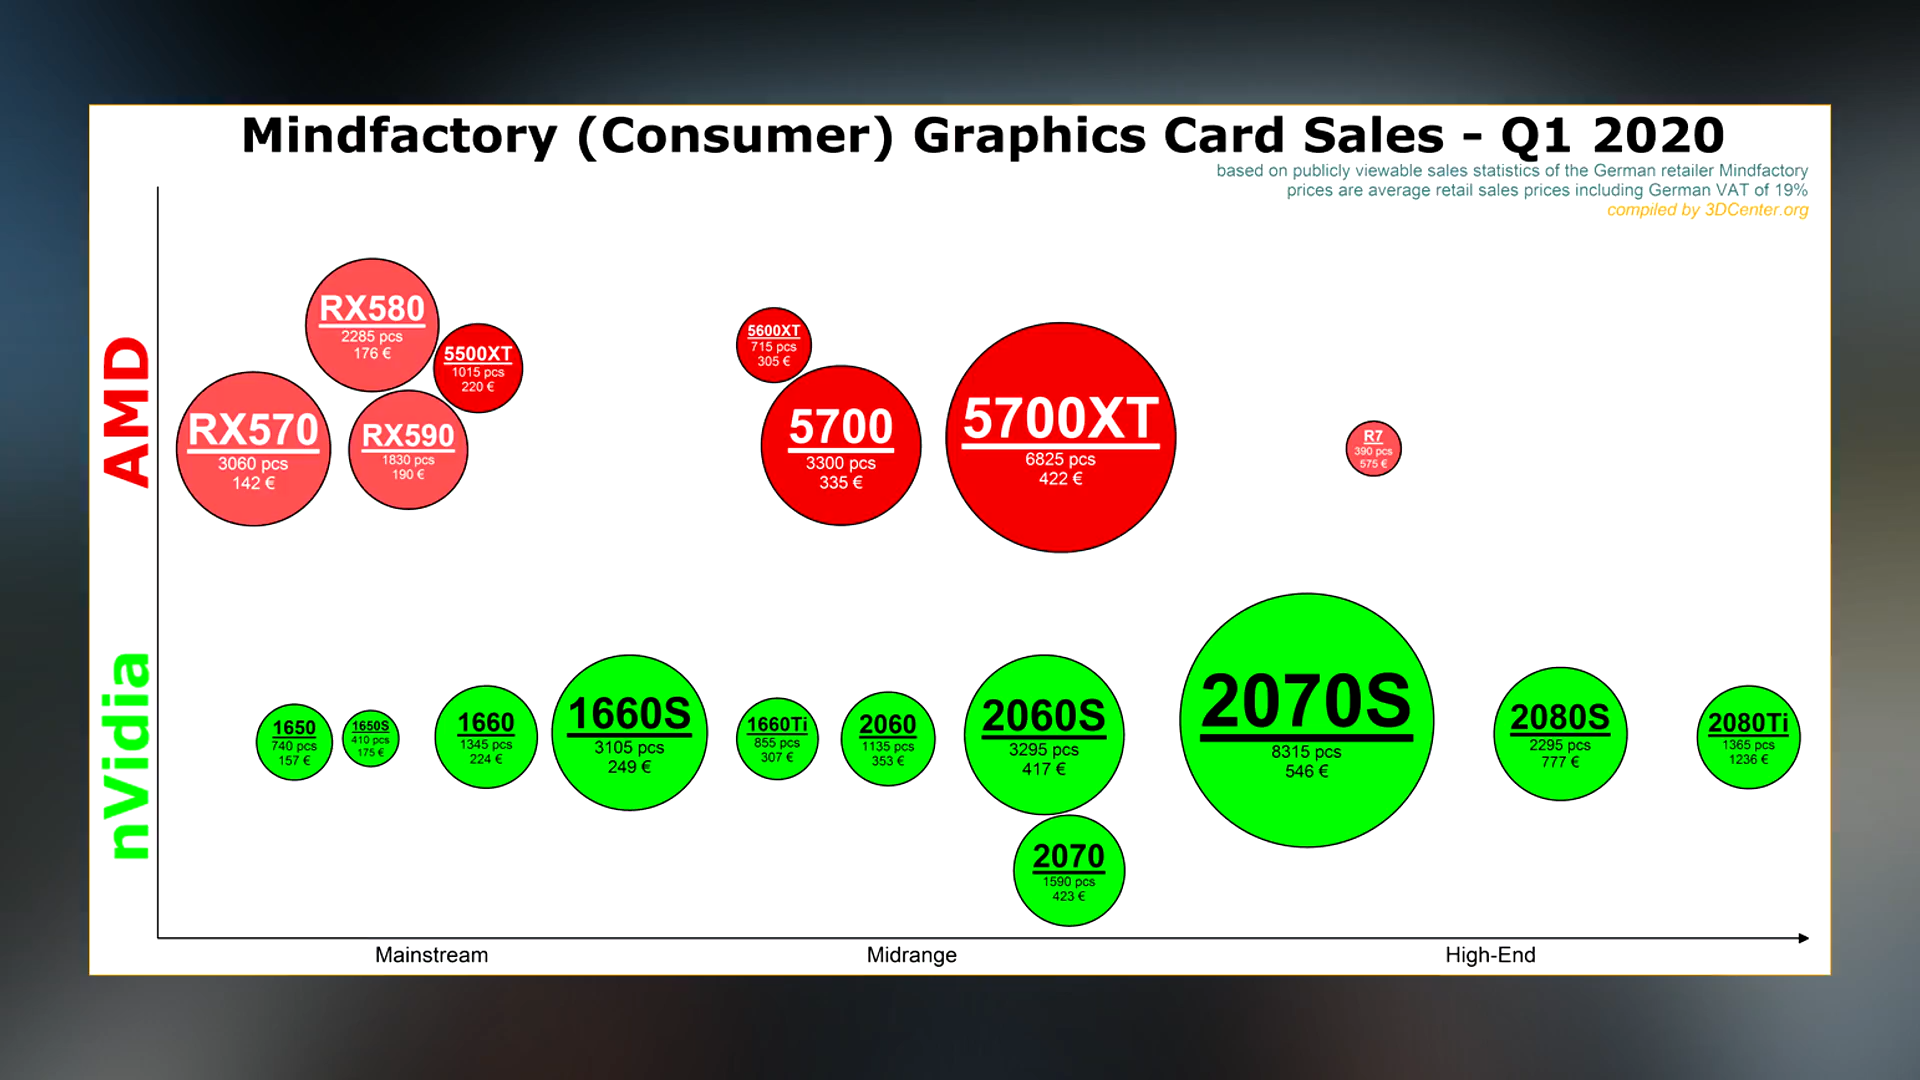 Mindfactory (Consumer) Graphics Card Sales - Q1 2020
based on publicly viewable sales statistics of the German retailer Mindfactory
prices are average retail sales prices including German VAT of 19%
compiled by 3DCenter.org
AMD
RX580
2285 pcs
176 €
5500XT
1015 pcs
220 €
RX570
3060 pcs
142 €
RX590
1830 pcs
190 €
5600XT
715 pcs
305 €
5700
3300 pcs
335 €
5700XT
6825 pcs
422 €
R7
390 pcs
575 €
nVidia
1650
740 pcs
157 €
1650S
410 pcs
175 €
1660
1345 pcs
224 €
1660S
3105 pcs
249 €
1660Ti
855 pcs
307 €
2060
1135 pcs
353 €
2060S
3295 pcs
417 €
2070
1590 pcs
423 €
2070S
8315 pcs
546 €
2080S
2295 pcs
777 €
2080Ti
1365 pcs
1236 €
Mainstream
Midrange
High-End